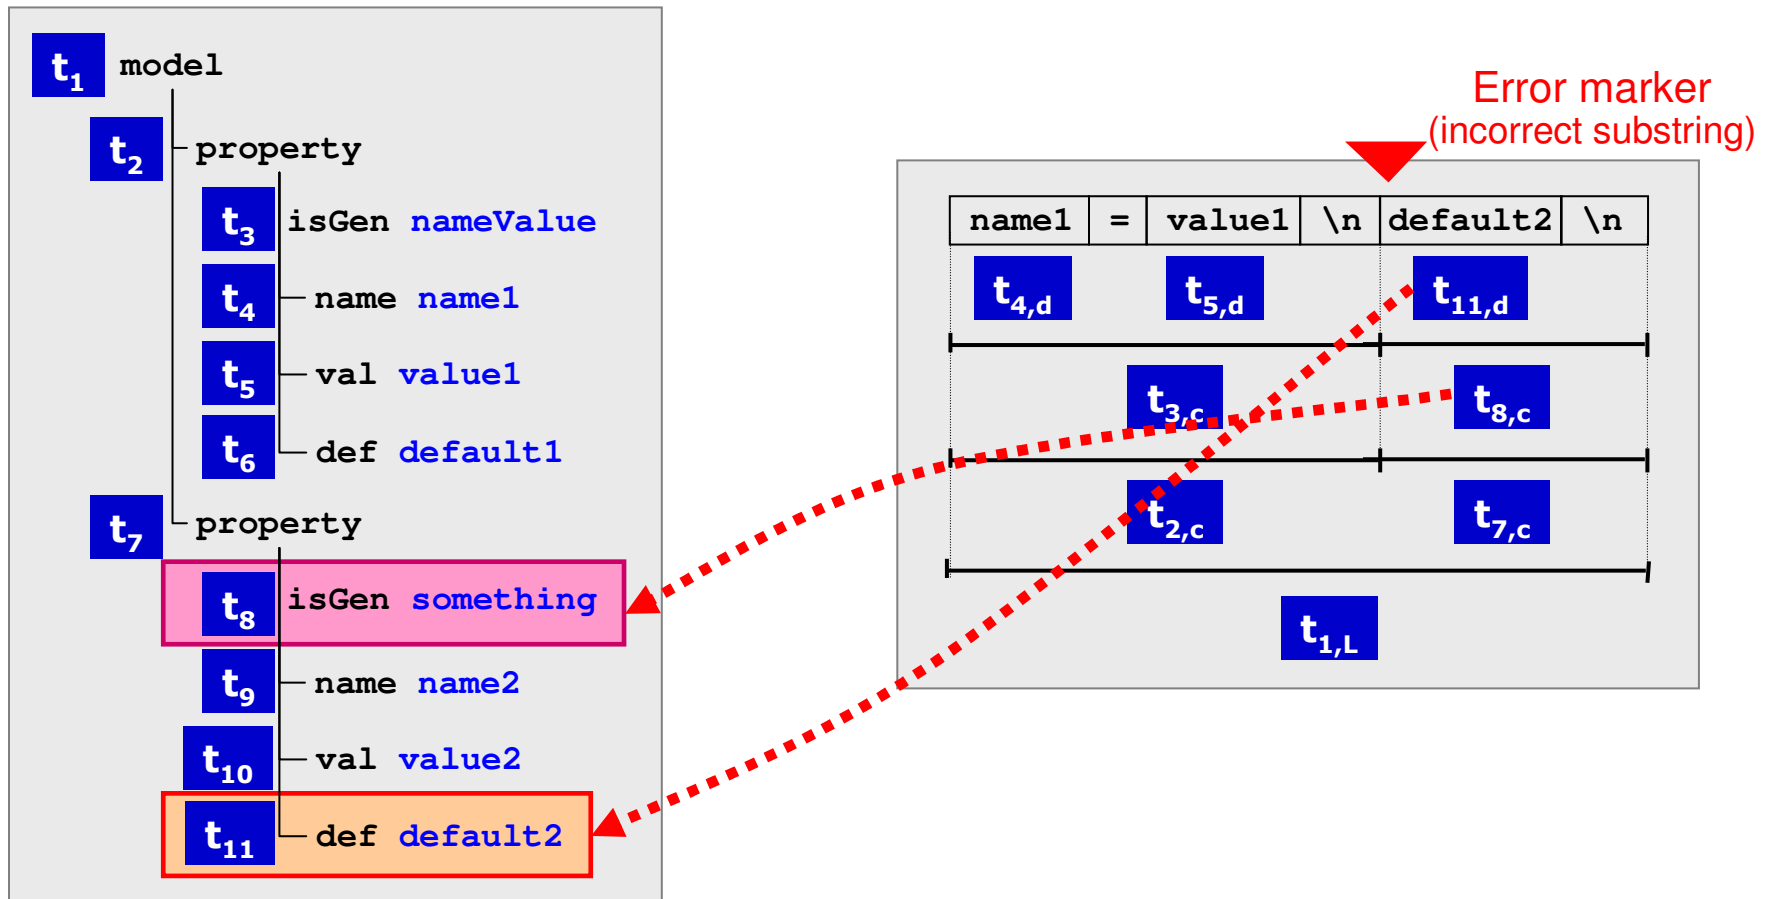 t1 model
t2 property
t3 isGen nameValue
t4 name name1
t5 val value1
t6 def default1
t7 property
t8 isGen something
t9 name name2
t10 val value2
t11 def default2
Error marker
(incorrect substring)
name1 = value1 \n default2 \n
t4,d t5,d t11,d
t3,c t8,c
t2,c t7,c
t1,L